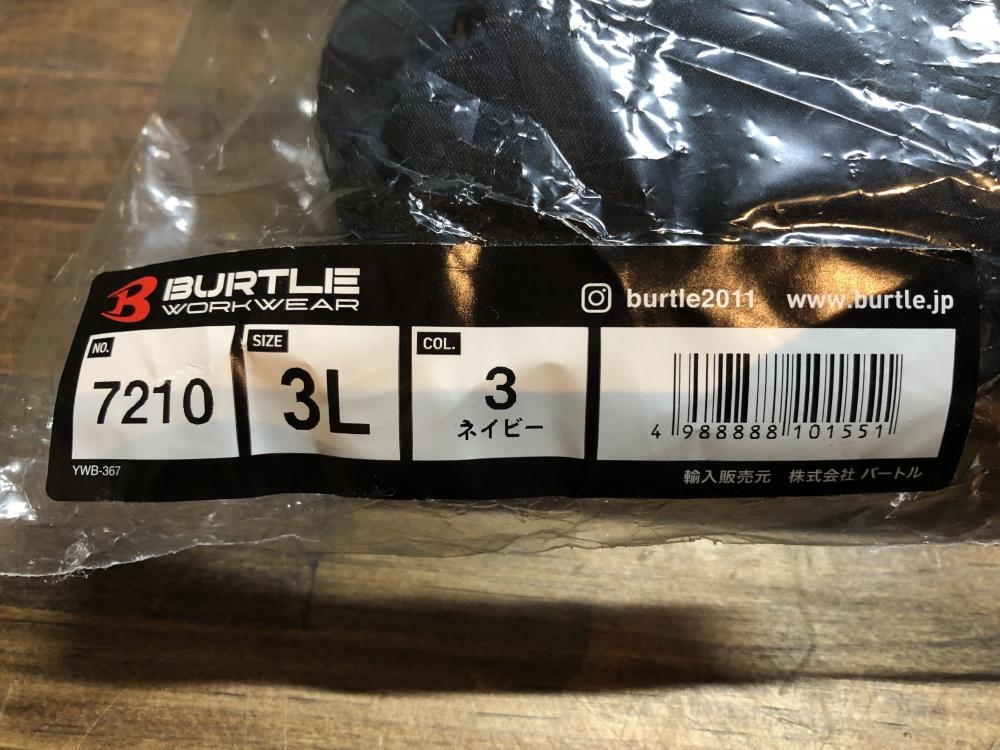 BURTLE
WORKWEAR
burtle2011 www.burtle.jp
NO. 7210
SIZE 3L
COL. 3
ネイビー
4 988888 101551
YWB-367
輸入販売元 株式会社 バートル